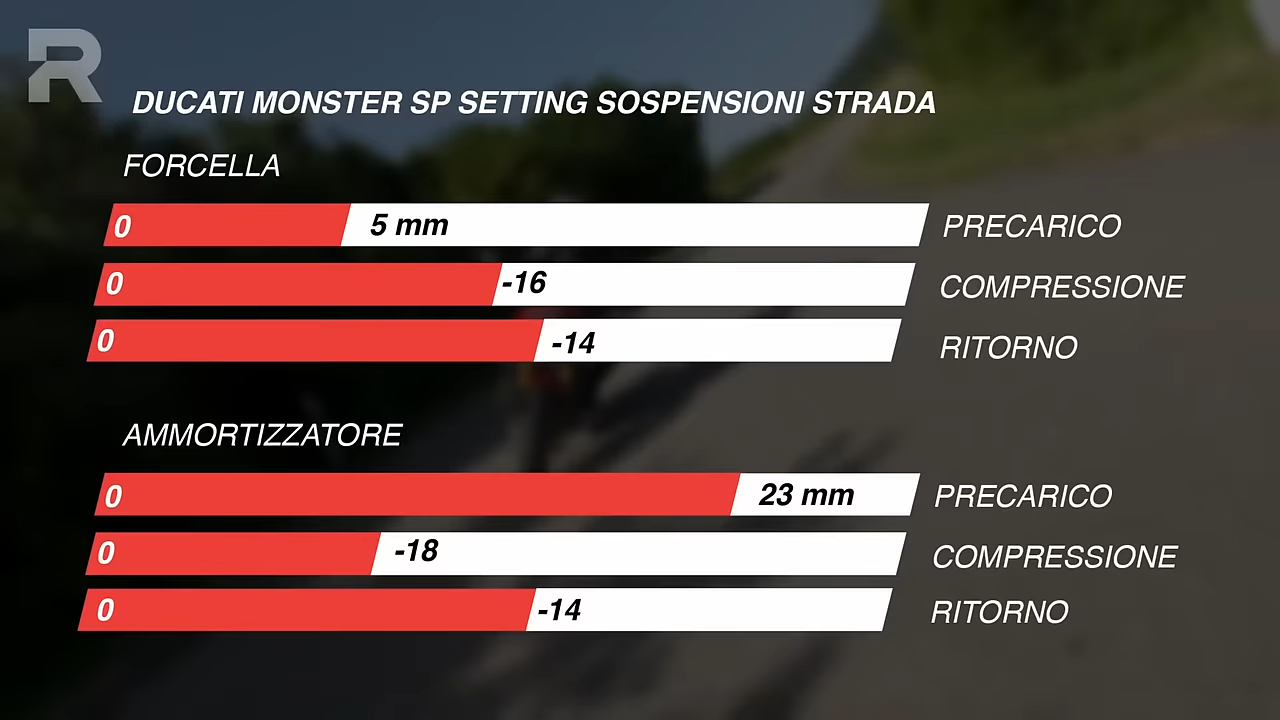 R
DUCATI MONSTER SP SETTING SOSPENSIONI STRADA
FORCELLA
0 5 mm PRECARICO
0 -16 COMPRESSIONE
0 -14 RITORNO
AMMORTIZZATORE
0 23 mm PRECARICO
0 -18 COMPRESSIONE
0 -14 RITORNO